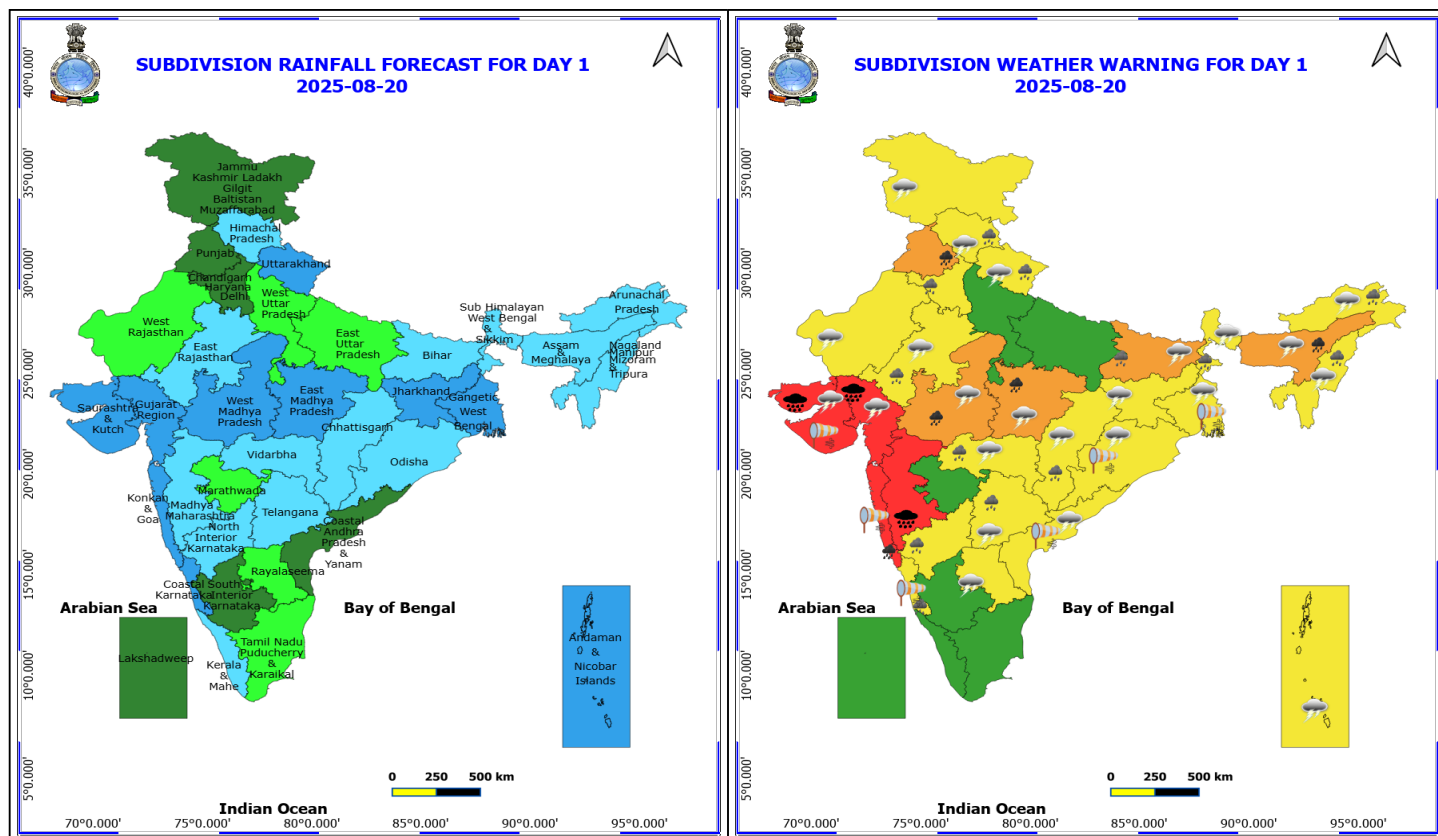 SUBDIVISION RAINFALL FORECAST FOR DAY 1
2025-08-20
40°0.000'
35°0.000'
30°0.000'
25°0.000'
20°0.000'
15°0.000'
10°0.000'
5°0.000'
Jammu
Kashmir Ladakh
Gilgit
Baltistan
Muzaffarabad
Himachal
Pradesh
Punjab
Uttarakhand
Chandigarh
Haryana
Delhi
West
Uttar
Pradesh
West
Rajasthan
East
Uttar
Pradesh
East
Rajasthan
Bihar
Sub Himalayan
West Bengal
&
Sikkim
Arunachal
Pradesh
Assam
&
Meghalaya
Nagaland
Manipur
Mizoram
&
Tripura
Saurashtra
&
Kutch
Gujarat
Region
West
Madhya
Pradesh
East
Madhya
Pradesh
Jharkhand
Gangetic
West
Bengal
Chhattisgarh
Vidarbha
Odisha
Marathwada
Konkan
&
Goa
Madhya
Maharashtra
North
Interior
Karnataka
Telangana
Coastal
Andhra
Pradesh
&
Yanam
Rayalaseema
Coastal
Karnataka
South
Interior
Karnataka
Tamil Nadu
Puducherry
&
Karaikal
Kerala
&
Mahe
Lakshadweep
Andaman
&
Nicobar
Islands
Arabian Sea
Bay of Bengal
Indian Ocean
0 250 500 km
70°0.000' 75°0.000' 80°0.000' 85°0.000' 90°0.000' 95°0.000'
SUBDIVISION WEATHER WARNING FOR DAY 1
2025-08-20
40°0.000'
35°0.000'
30°0.000'
25°0.000'
20°0.000'
15°0.000'
10°0.000'
5°0.000'
Arabian Sea
Bay of Bengal
Indian Ocean
0 250 500 km
70°0.000' 75°0.000' 80°0.000' 85°0.000' 90°0.000' 95°0.000'